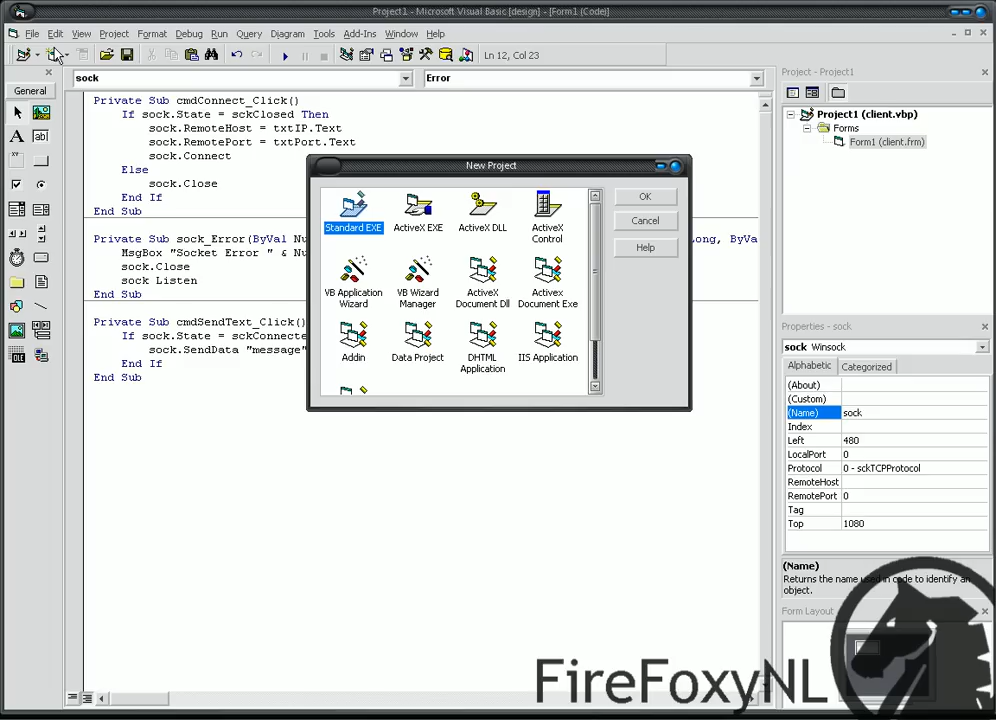 Project1 - Microsoft Visual Basic [design] - [Form1 (Code)]
File Edit View Project Format Debug Run Query Diagram Tools Add-Ins Window Help
Ln 12, Col 23
General
sock
Error
Private Sub cmdConnect_Click()
If sock.State = sckClosed Then
sock.RemoteHost = txtIP.Text
sock.RemotePort = txtPort.Text
sock.Connect
Else
sock.Close
End If
End Sub
Private Sub sock_Error(ByVal Nu
Long, ByVa
MsgBox "Socket Error " & Nu
sock.Close
sock Listen
End Sub
Private Sub cmdSendText_Click()
If sock.State = sckConnecte
sock.SendData "message"
End If
End Sub
New Project
Standard EXE
ActiveX EXE
ActiveX DLL
ActiveX Control
VB Application Wizard
VB Wizard Manager
ActiveX Document Dll
Activex Document Exe
Addin
Data Project
DHTML Application
IIS Application
OK
Cancel
Help
Project - Project1
Project1 (client.vbp)
Forms
Form1 (client.frm)
Properties - sock
sock Winsock
Alphabetic Categorized
(About)
(Custom)
(Name) sock
Index
Left 480
LocalPort 0
Protocol 0 - sckTCPProtocol
RemoteHost
RemotePort 0
Tag
Top 1080
(Name)
Returns the name used in code to identify an
object.
Form Layout
FireFoxyNL